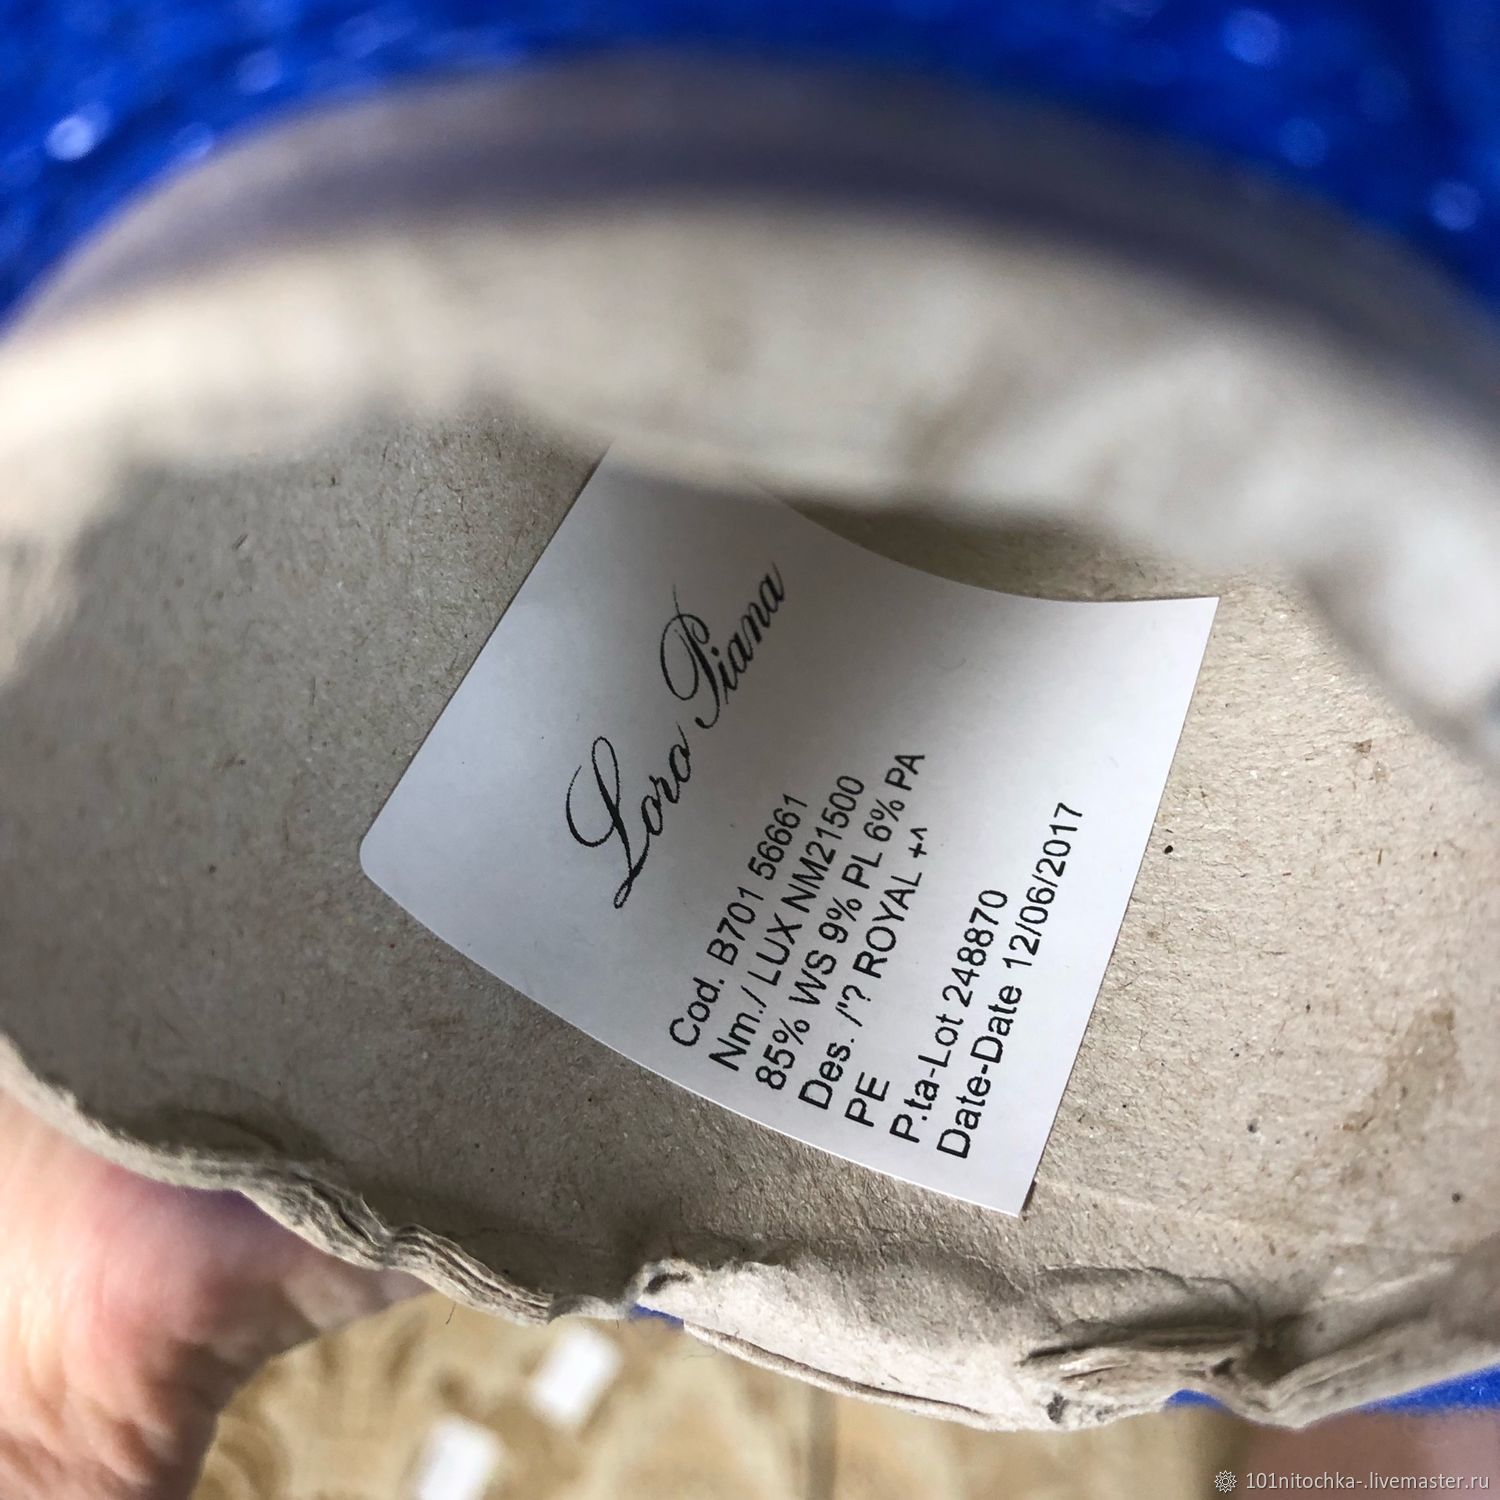 Loro Piana
Cod. B701 56661
Nm./ LUX NM21500
85% WS 9% PL 6% PA
Des. /'? ROYAL +^
PE
P.ta-Lot 248870
Date-Date 12/06/2017
101nitochka-.livemaster.ru